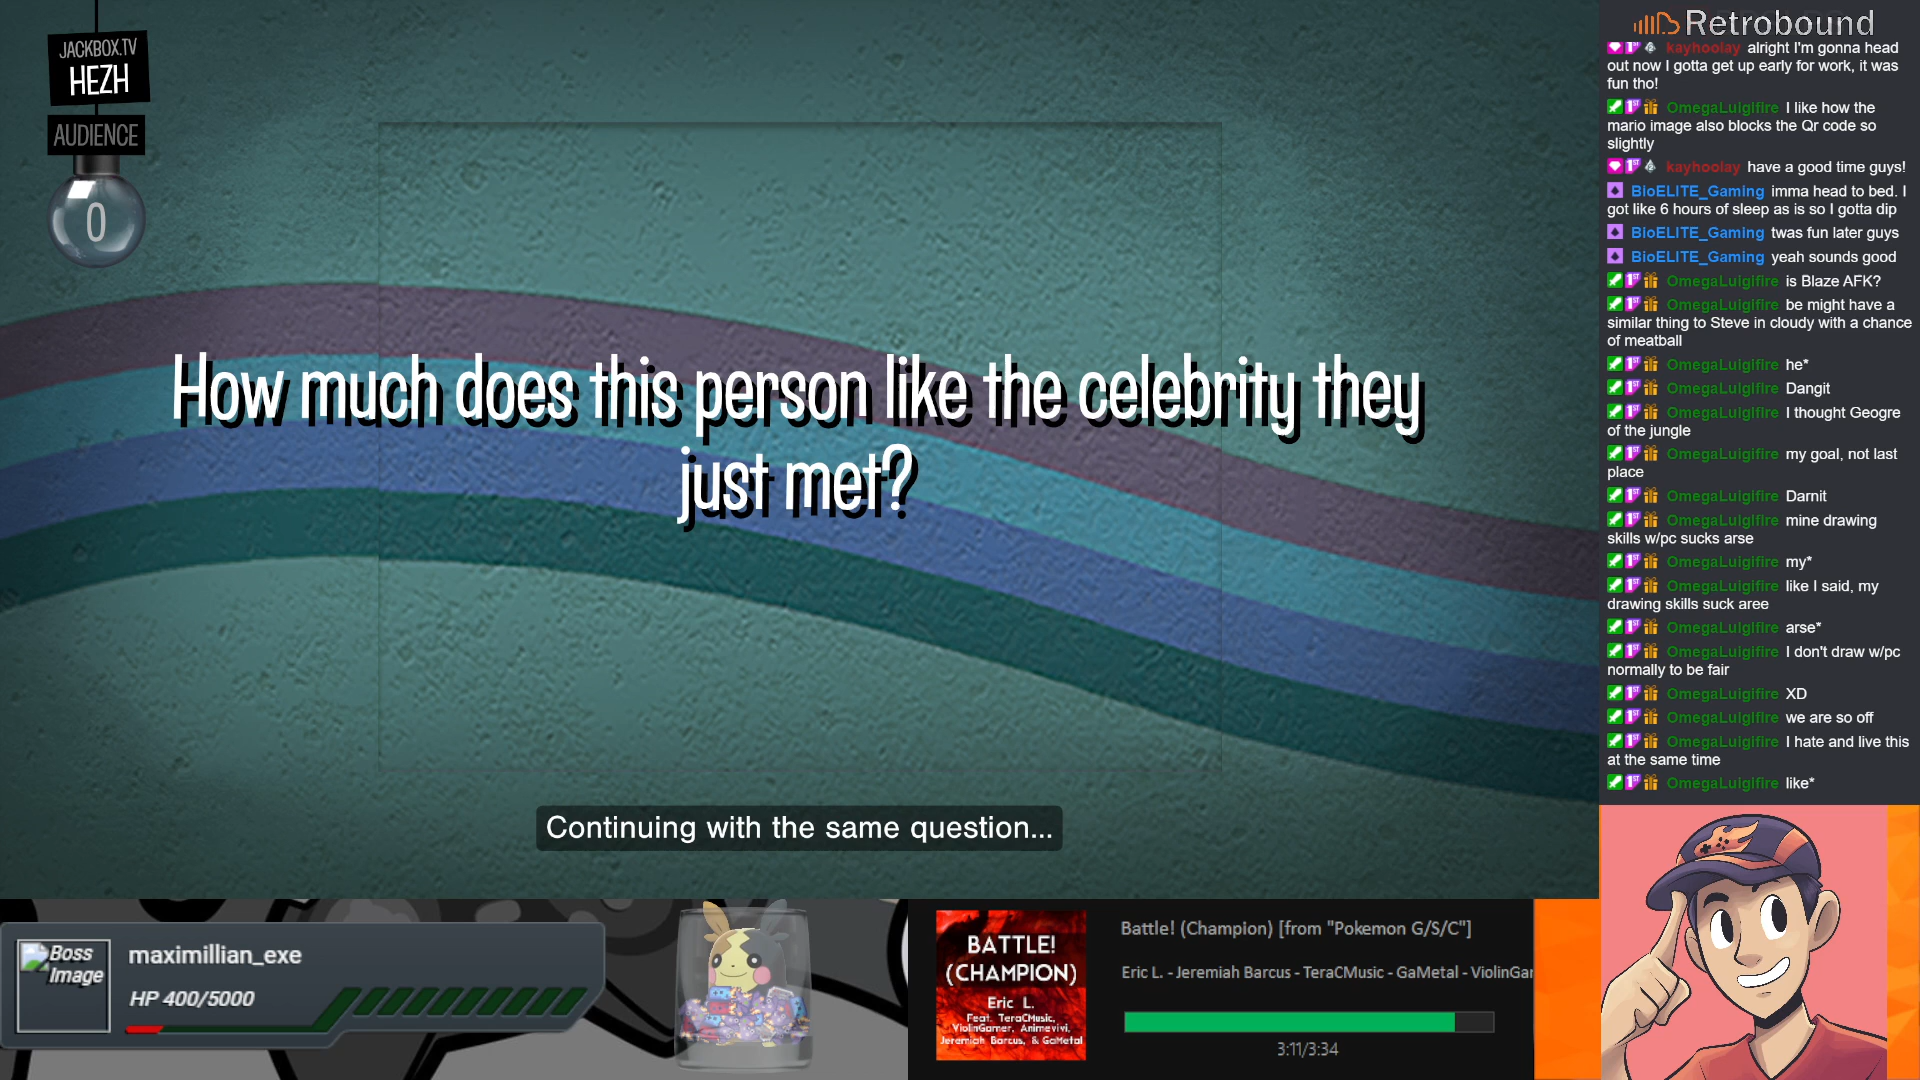 JACKBOX.TV
HEZH
AUDIENCE
0
How much does this person like the celebrity they
just met?
Continuing with the same question...
Retrobound
kayhoolay alright I'm gonna head
out now I gotta get up early for work, it was
fun tho!
OmegaLuigifire I like how the
mario image also blocks the Qr code so
slightly
kayhoolay have a good time guys!
BioELITE_Gaming imma head to bed. I
got like 6 hours of sleep as is so I gotta dip
BioELITE_Gaming twas fun later guys
BioELITE_Gaming yeah sounds good
OmegaLuigifire is Blaze AFK?
OmegaLuigifire be might have a
similar thing to Steve in cloudy with a chance
of meatball
OmegaLuigifire he*
OmegaLuigifire Dangit
OmegaLuigifire I thought Geogre
of the jungle
OmegaLuigifire my goal, not last
place
OmegaLuigifire Darnit
OmegaLuigifire mine drawing
skills w/pc sucks arse
OmegaLuigifire my*
OmegaLuigifire like I said, my
drawing skills suck aree
OmegaLuigifire arse*
OmegaLuigifire I don't draw w/pc
normally to be fair
OmegaLuigifire XD
OmegaLuigifire we are so off
OmegaLuigifire I hate and live this
at the same time
OmegaLuigifire like*
Boss
Image
maximillian_exe
HP 400/5000
BATTLE!
(CHAMPION)
Eric L.
Feat. TeraCMusic,
ViolinGamer, Animevivi,
Jeremiah Barcus, & GaMetal
Battle! (Champion) [from "Pokemon G/S/C"]
Eric L. - Jeremiah Barcus - TeraCMusic - GaMetal - ViolinGar
3:11/3:34